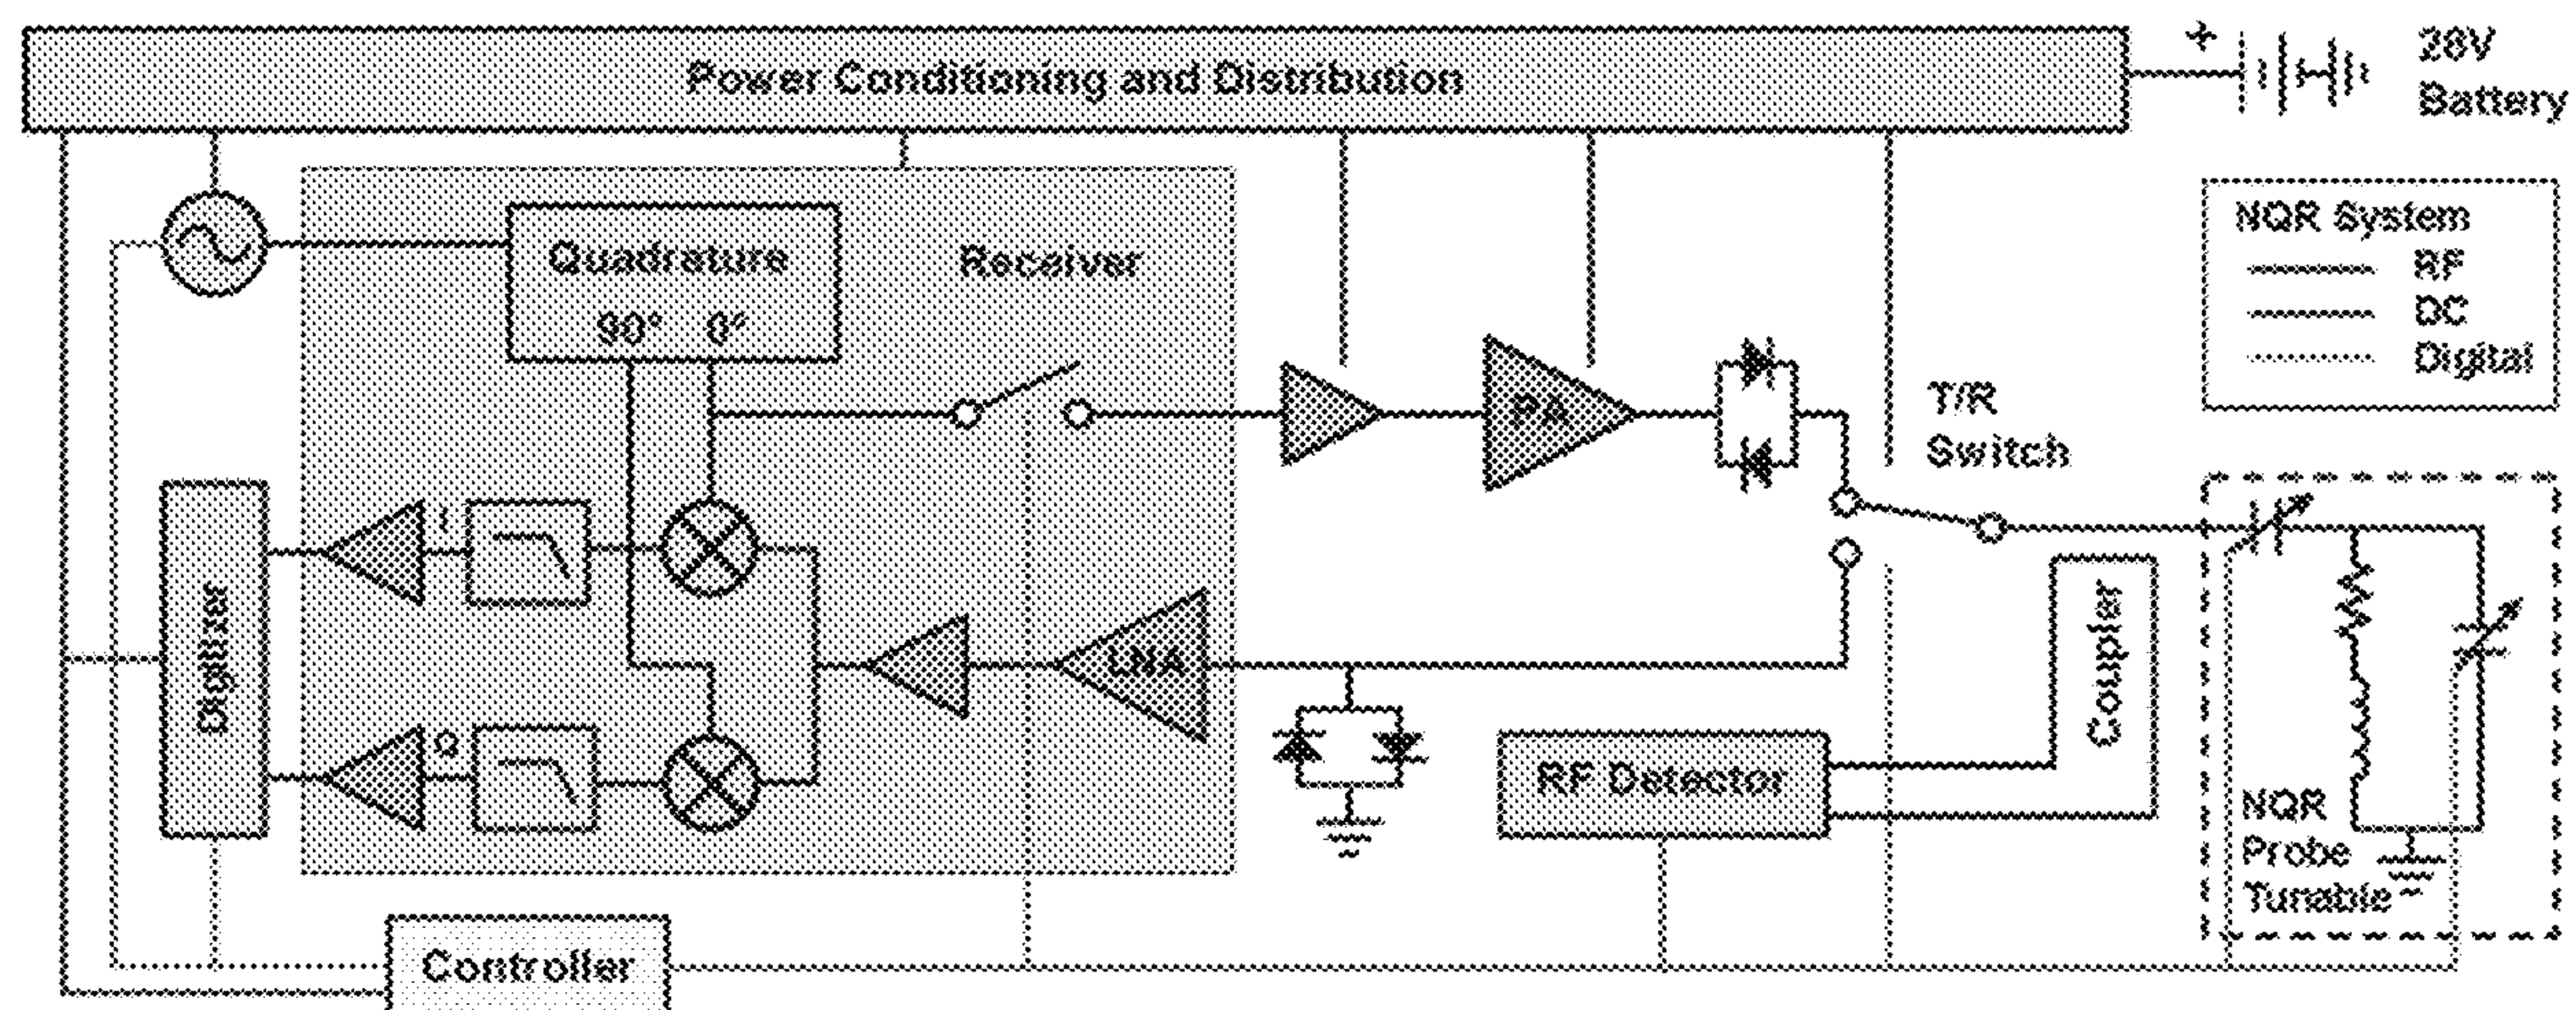 Power Conditioning and Distribution
+
28V
Battery
NQR System
RF
DC
Digital
Quadrature
90° 0°
Receiver
PA
T/R
Switch
I
Digitizer
LNA
Q
RF Detector
Coupler
NQR
Probe
Tunable
Controller